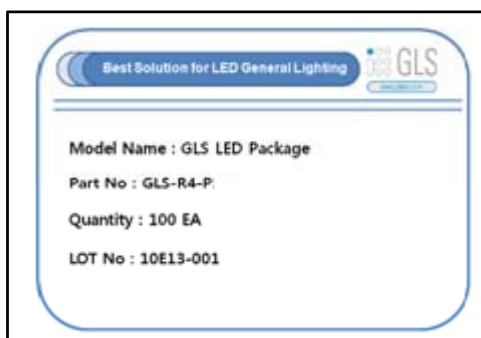 Best Solution for LED General Lighting
GLS
Model Name : GLS LED Package
Part No : GLS-R4-P
Quantity : 100 EA
LOT No : 10E13-001